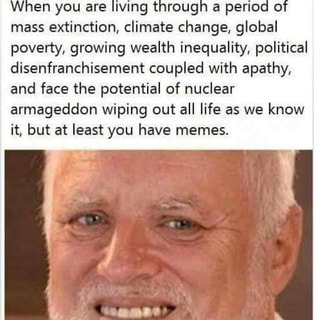 When you are living through a period of
mass extinction, climate change, global
poverty, growing wealth inequality, political
disenfranchisement coupled with apathy,
and face the potential of nuclear
armageddon wiping out all life as we know
it, but at least you have memes.